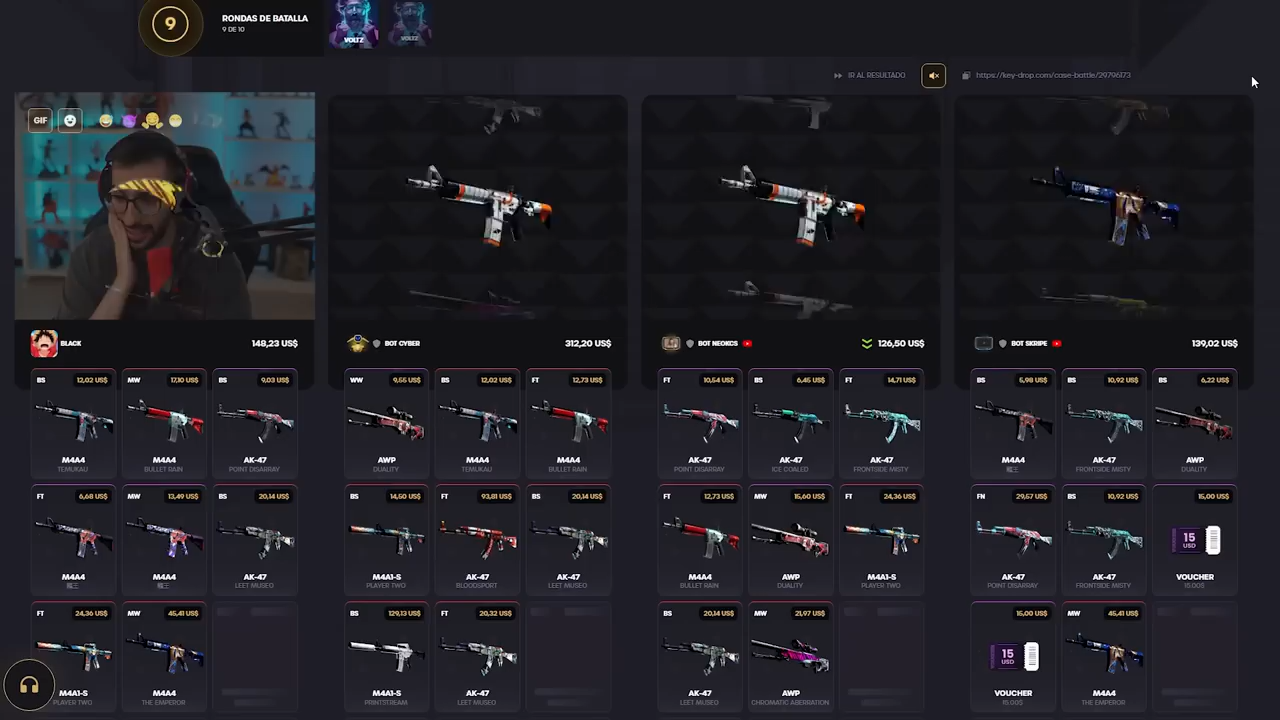 9
RONDAS DE BATALLA
9 DE 10
VOLTZ
VOLTZ
IR AL RESULTADO
https://key-drop.com/case-battle/29796173
GIF
BLACK
148,23 US$
BOT CYBER
312,20 US$
BOT NEOKCS
126,50 US$
BOT SKRIPE
139,02 US$
BS 12,02 US$
MW 17,10 US$
BS 9,03 US$
WW 9,55 US$
BS 12,02 US$
FT 12,73 US$
FT 10,54 US$
BS 6,45 US$
FT 14,71 US$
BS 5,98 US$
BS 10,92 US$
BS 6,22 US$
M4A4
M4A4
AK-47
AWP
M4A4
M4A4
AK-47
AK-47
AK-47
M4A4
AK-47
AWP
TEMUKAU
BULLET RAIN
POINT DISARRAY
DUALITY
TEMUKAU
BULLET RAIN
POINT DISARRAY
ICE COALED
FRONTSIDE MISTY
龍王
FRONTSIDE MISTY
DUALITY
FT 6,68 US$
MW 13,49 US$
BS 20,14 US$
BS 14,50 US$
FT 93,81 US$
BS 20,14 US$
FT 12,73 US$
MW 15,60 US$
FT 24,36 US$
FN 29,57 US$
BS 10,92 US$
15,00 US$
15
USD
M4A4
M4A4
AK-47
M4A1-S
AK-47
AK-47
M4A4
AWP
M4A1-S
AK-47
AK-47
VOUCHER
龍王
龍王
LEET MUSEO
PLAYER TWO
BLOODSPORT
LEET MUSEO
BULLET RAIN
DUALITY
PLAYER TWO
POINT DISARRAY
FRONTSIDE MISTY
15.00$
FT 24,36 US$
MW 45,41 US$
BS 129,13 US$
FT 20,32 US$
BS 20,14 US$
MW 21,97 US$
15,00 US$
MW 45,41 US$
15
USD
M4A1-S
M4A4
M4A1-S
AK-47
AK-47
AWP
VOUCHER
M4A4
PLAYER TWO
THE EMPEROR
PRINTSTREAM
LEET MUSEO
LEET MUSEO
CHROMATIC ABERRATION
15.00$
THE EMPEROR